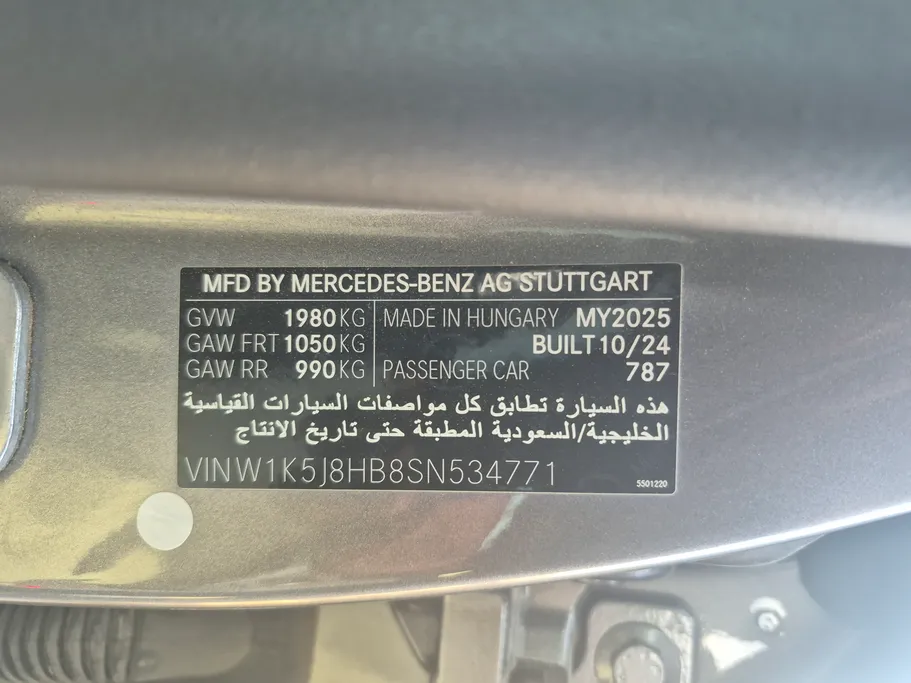 MFD BY MERCEDES-BENZ AG STUTTGART
GVW 1980 KG MADE IN HUNGARY MY2025
GAW FRT 1050 KG BUILT 10/24
GAW RR 990 KG PASSENGER CAR 787
هذه السيارة تطابق كل مواصفات السيارات القياسية
الخليجية/السعودية المطبقة حتى تاريخ الانتاج
VINW1K5J8HB8SN534771
5501220